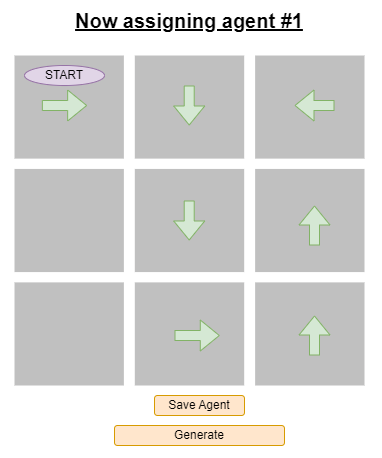 Now assigning agent #1
START
Save Agent
Generate